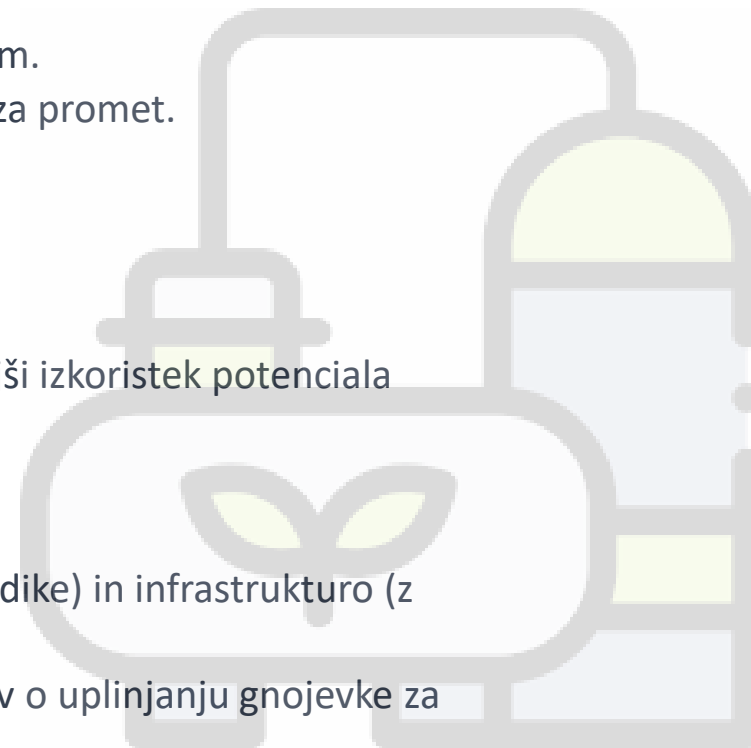 m.
za promet.
ši izkoristek potenciala
dike) in infrastrukturo (z
v o uplinjanju gnojevke za